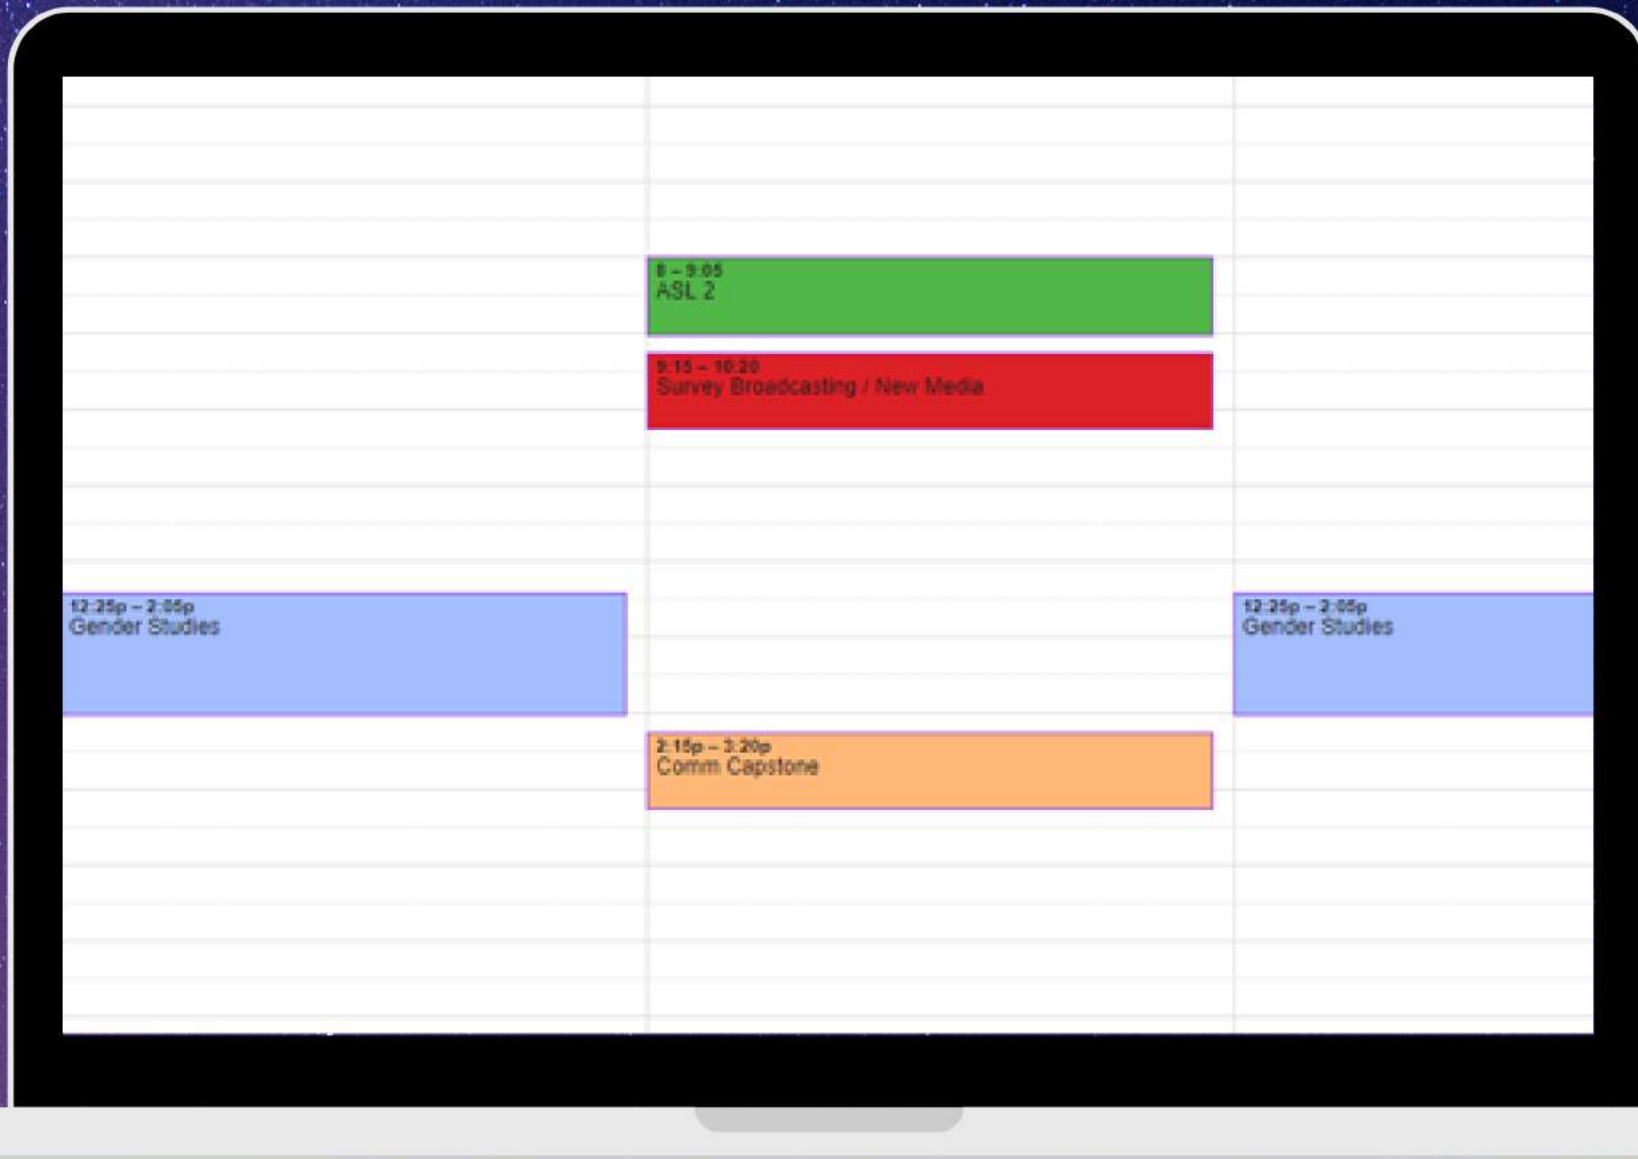 8 – 9:05
ASL 2
9:15 – 10:20
Survey Broadcasting / New Media
12:25p – 2:05p
Gender Studies
12:25p – 2:05p
Gender Studies
2:15p – 3:20p
Comm Capstone